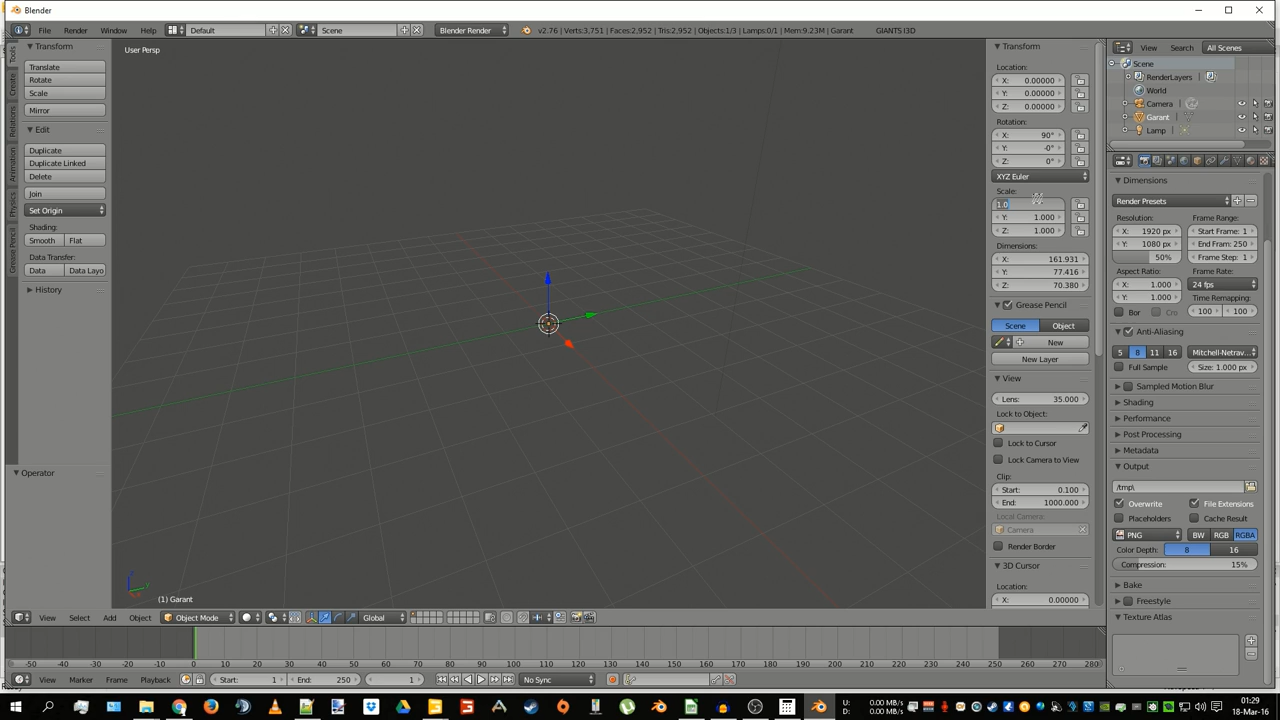 Blender
File Render Window Help Default Scene Blender Render v2.76 | Verts:3,751 | Faces:2,952 | Tris:2,952 | Objects:1/3 | Lamps:0/1 | Mem:9.23M | Garant GIANTS I3D
View Search All Scenes
Tools
Create
Relations
Animation
Physics
Grease Pencil
Transform
Translate
Rotate
Scale
Mirror
Edit
Duplicate
Duplicate Linked
Delete
Join
Set Origin
Shading:
Smooth Flat
Data Transfer:
Data Data Layo
History
Operator
User Persp
(1) Garant
Transform
Location:
X: 0.00000
Y: 0.00000
Z: 0.00000
Rotation:
X: 90°
Y: -0°
Z: 0°
XYZ Euler
Scale:
1.0
Y: 1.000
Z: 1.000
Dimensions:
X: 161.931
Y: 77.416
Z: 70.380
Grease Pencil
Scene Object
New
New Layer
View
Lens: 35.000
Lock to Object:
Lock to Cursor
Lock Camera to View
Clip:
Start: 0.100
End: 1000.000
Local Camera:
Camera
Render Border
3D Cursor
Location:
X: 0.00000
Scene
RenderLayers
World
Camera
Garant
Lamp
Dimensions
Render Presets
Resolution: Frame Range:
X: 1920 px Start Frame: 1
Y: 1080 px End Fram: 250
50% Frame Step: 1
Aspect Ratio: Frame Rate:
X: 1.000 24 fps
Y: 1.000 Time Remapping:
Bor Cro 100 100
Anti-Aliasing
5 8 11 16 Mitchell-Netrav..
Full Sample Size: 1.000 px
Sampled Motion Blur
Shading
Performance
Post Processing
Metadata
Output
/tmp\
Overwrite File Extensions
Placeholders Cache Result
PNG BW RGB RGBA
Color Depth: 8 16
Compression: 15%
Bake
Freestyle
Texture Atlas
View Select Add Object Object Mode Global
-50 -40 -30 -20 -10 0 10 20 30 40 50 60 70 80 90 100 110 120 130 140 150 160 170 180 190 200 210 220 230 240 250 260 270 280
View Marker Frame Playback Start: 1 End: 250 1 No Sync
U: 0.00 MB/s
D: 0.00 MB/s
01:29
18-Mar-16